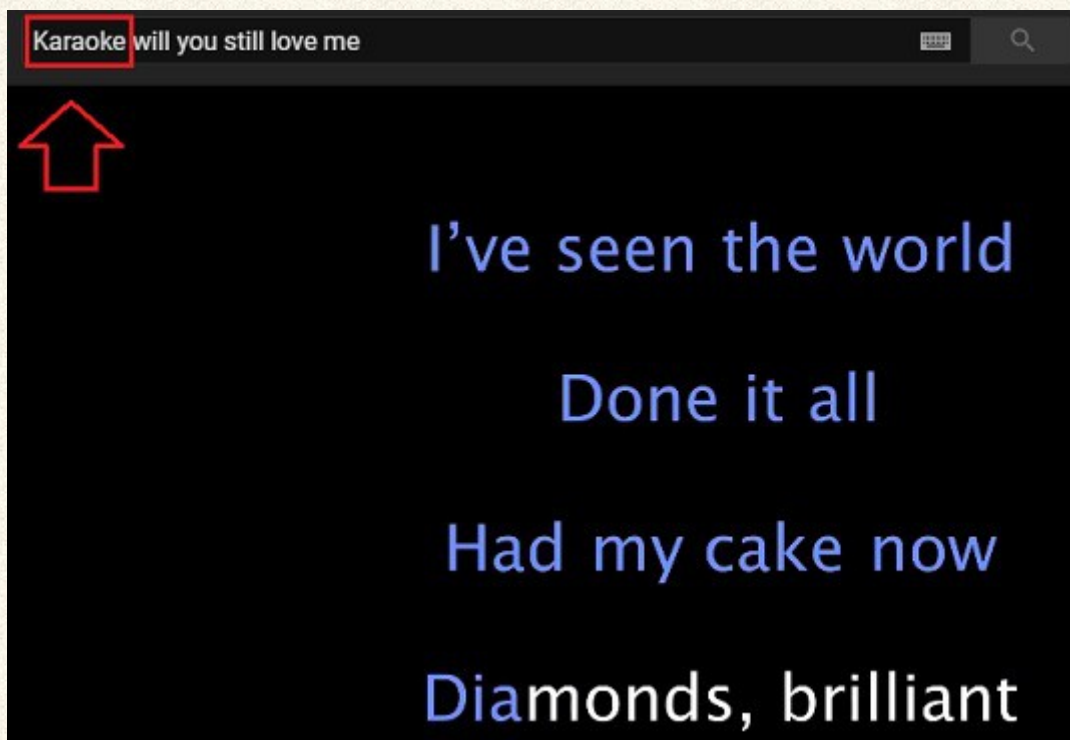 Karaoke will you still love me
I've seen the world
Done it all
Had my cake now
Diamonds, brilliant